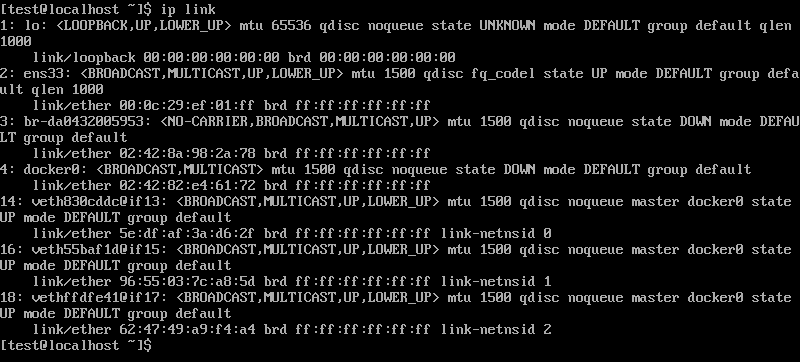 [test@localhost ~]$ ip link
1: lo: <LOOPBACK,UP,LOWER_UP> mtu 65536 qdisc noqueue state UNKNOWN mode DEFAULT group default qlen
1000
    link/loopback 00:00:00:00:00:00 brd 00:00:00:00:00:00
2: ens33: <BROADCAST,MULTICAST,UP,LOWER_UP> mtu 1500 qdisc fq_codel state UP mode DEFAULT group defa
ult qlen 1000
    link/ether 00:0c:29:ef:01:ff brd ff:ff:ff:ff:ff:ff
3: br-da0432005953: <NO-CARRIER,BROADCAST,MULTICAST,UP> mtu 1500 qdisc noqueue state DOWN mode DEFAU
LT group default
    link/ether 02:42:8a:98:2a:78 brd ff:ff:ff:ff:ff:ff
4: docker0: <BROADCAST,MULTICAST> mtu 1500 qdisc noqueue state DOWN mode DEFAULT group default
    link/ether 02:42:82:e4:61:72 brd ff:ff:ff:ff:ff:ff
14: veth830cddc@if13: <BROADCAST,MULTICAST,UP,LOWER_UP> mtu 1500 qdisc noqueue master docker0 state
UP mode DEFAULT group default
    link/ether 5e:df:af:3a:d6:2f brd ff:ff:ff:ff:ff:ff link-netnsid 0
16: veth55baf1d@if15: <BROADCAST,MULTICAST,UP,LOWER_UP> mtu 1500 qdisc noqueue master docker0 state
UP mode DEFAULT group default
    link/ether 96:55:03:7c:a8:5d brd ff:ff:ff:ff:ff:ff link-netnsid 1
18: vethffdfe41@if17: <BROADCAST,MULTICAST,UP,LOWER_UP> mtu 1500 qdisc noqueue master docker0 state
UP mode DEFAULT group default
    link/ether 62:47:49:a9:f4:a4 brd ff:ff:ff:ff:ff:ff link-netnsid 2
[test@localhost ~]$